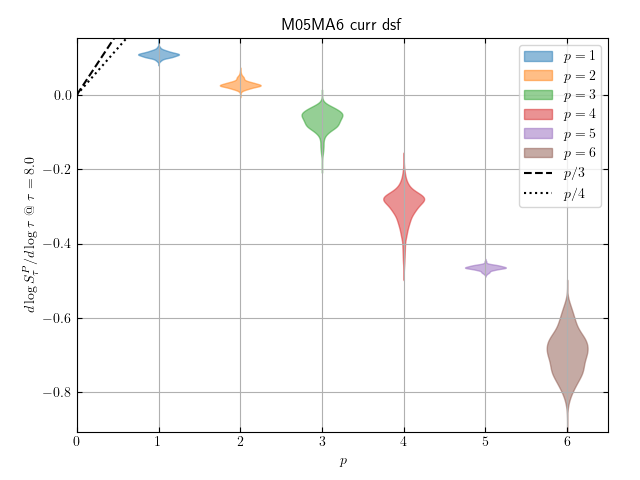 M05MA6 curr dsf
d log S_τ^P / d log τ @ τ = 8.0
0.0
−0.2
−0.4
−0.6
−0.8
p = 1
p = 2
p = 3
p = 4
p = 5
p = 6
p/3
p/4
0 1 2 3 4 5 6
p